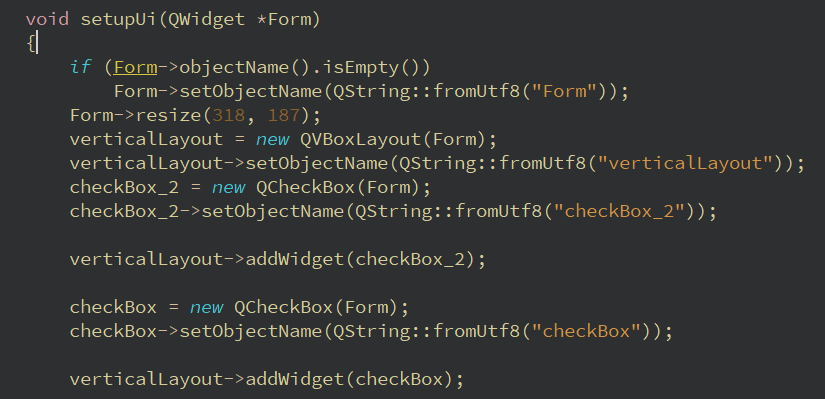 void setupUi(QWidget *Form)
{
    if (Form->objectName().isEmpty())
        Form->setObjectName(QString::fromUtf8("Form"));
    Form->resize(318, 187);
    verticalLayout = new QVBoxLayout(Form);
    verticalLayout->setObjectName(QString::fromUtf8("verticalLayout"));
    checkBox_2 = new QCheckBox(Form);
    checkBox_2->setObjectName(QString::fromUtf8("checkBox_2"));

    verticalLayout->addWidget(checkBox_2);

    checkBox = new QCheckBox(Form);
    checkBox->setObjectName(QString::fromUtf8("checkBox"));

    verticalLayout->addWidget(checkBox);